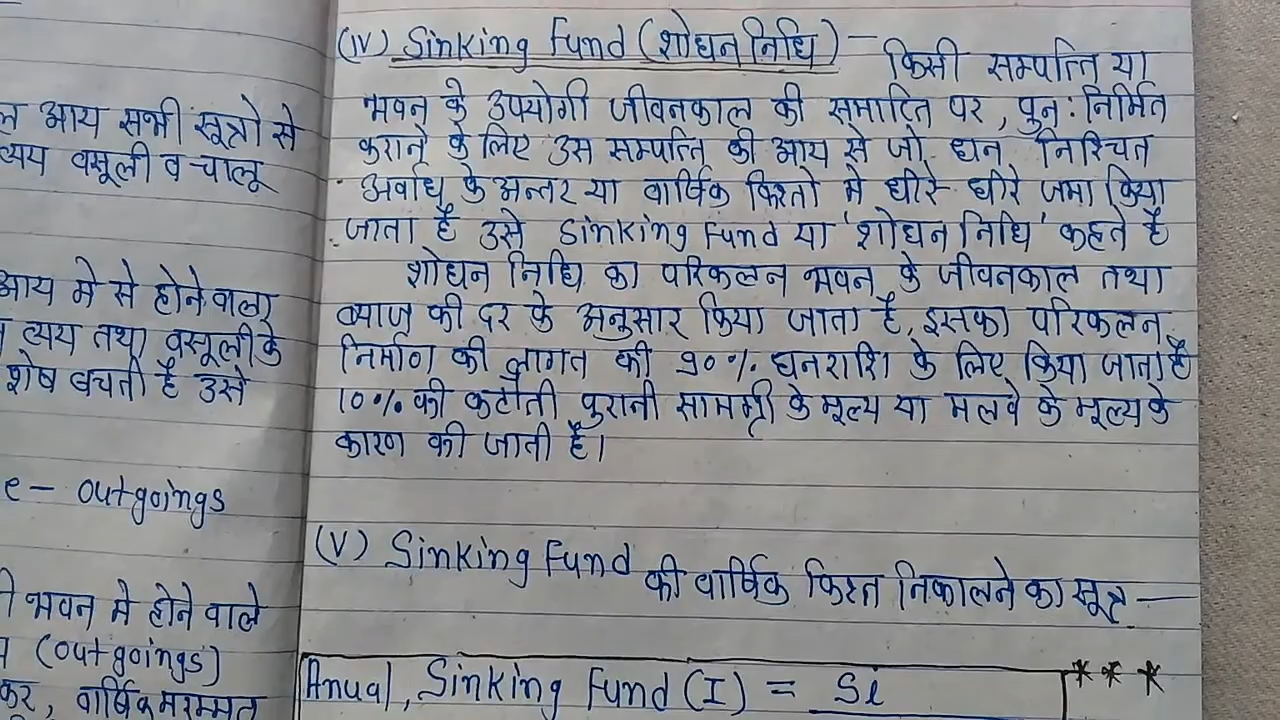 ल आय सभी सूत्रो से
व्यय वसूली व चालू
आय मे से होने वाला
व्यय तथा वसूली के
शेष बचती है उसे
e - outgoings
भवन मे होने वाले
(outgoings)
कर, वार्षिक मरम्मत
(IV) Sinking Fund (शोधन निधि) - किसी सम्पत्ति या
भवन के उपयोगी जीवनकाल की समाप्ति पर, पुन: निर्मित
कराने के लिए उस सम्पत्ति की आय से जो धन निश्चित
अवधि के अन्तर या वार्षिक किश्तो मे धीरे धीरे जमा किया
जाता है उसे Sinking Fund या 'शोधन निधि' कहते है
शोधन निधि का परिकलन भवन के जीवनकाल तथा
ब्याज की दर के अनुसार किया जाता है, इसका परिकलन
निर्माण की लागत की 90% धनराशि के लिए किया जाता है
10% की कटौती पुरानी सामग्री के मूल्य या मलवे के मूल्य के
कारण की जाती है।
(V) Sinking Fund की वार्षिक किश्त निकालने का सूत्र —
Anual, Sinking Fund (I) = Si ***